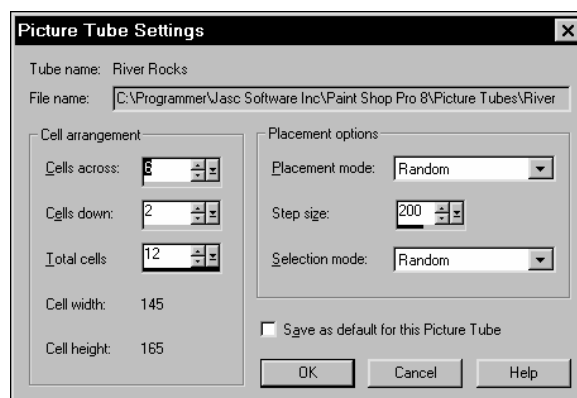 Picture Tube Settings
Tube name: River Rocks
File name: C:\Programmer\Jasc Software Inc\Paint Shop Pro 8\Picture Tubes\River
Cell arrangement
Cells across: 6
Cells down: 2
Total cells 12
Cell width: 145
Cell height: 165
Placement options
Placement mode: Random
Step size: 200
Selection mode: Random
Save as default for this Picture Tube
OK Cancel Help